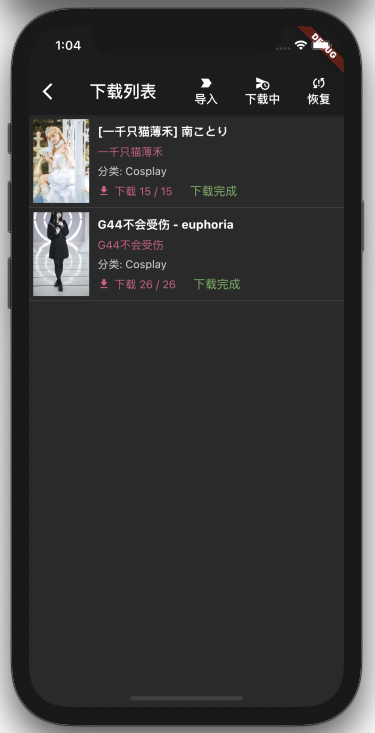 1:04
DEBUG
下载列表
导入
下载中
恢复
[一千只猫薄禾] 南ことり
一千只猫薄禾
分类: Cosplay
下载 15 / 15 下载完成
G44不会受伤 - euphoria
G44不会受伤
分类: Cosplay
下载 26 / 26 下载完成